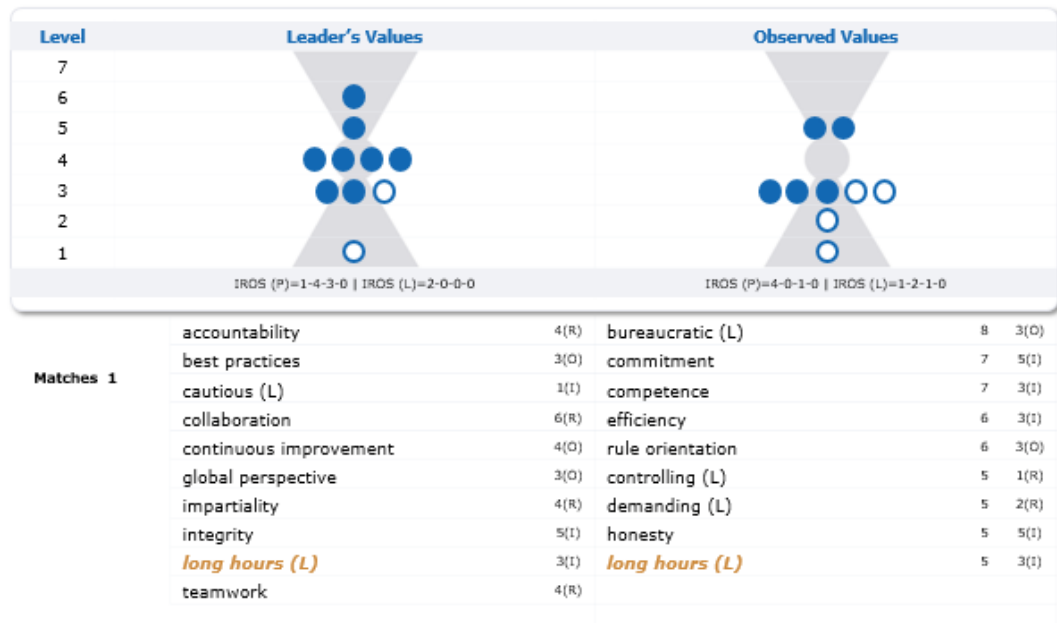 Level Leader's Values Observed Values
7
6
5
4
3
2
1
IROS (P)=1-4-3-0 | IROS (L)=2-0-0-0 IROS (P)=4-0-1-0 | IROS (L)=1-2-1-0
Matches 1
accountability 4(R) bureaucratic (L) 8 3(O)
best practices 3(O) commitment 7 5(I)
cautious (L) 1(I) competence 7 3(I)
collaboration 6(R) efficiency 6 3(I)
continuous improvement 4(O) rule orientation 6 3(O)
global perspective 3(O) controlling (L) 5 1(R)
impartiality 4(R) demanding (L) 5 2(R)
integrity 5(I) honesty 5 5(I)
long hours (L) 3(I) long hours (L) 5 3(I)
teamwork 4(R)